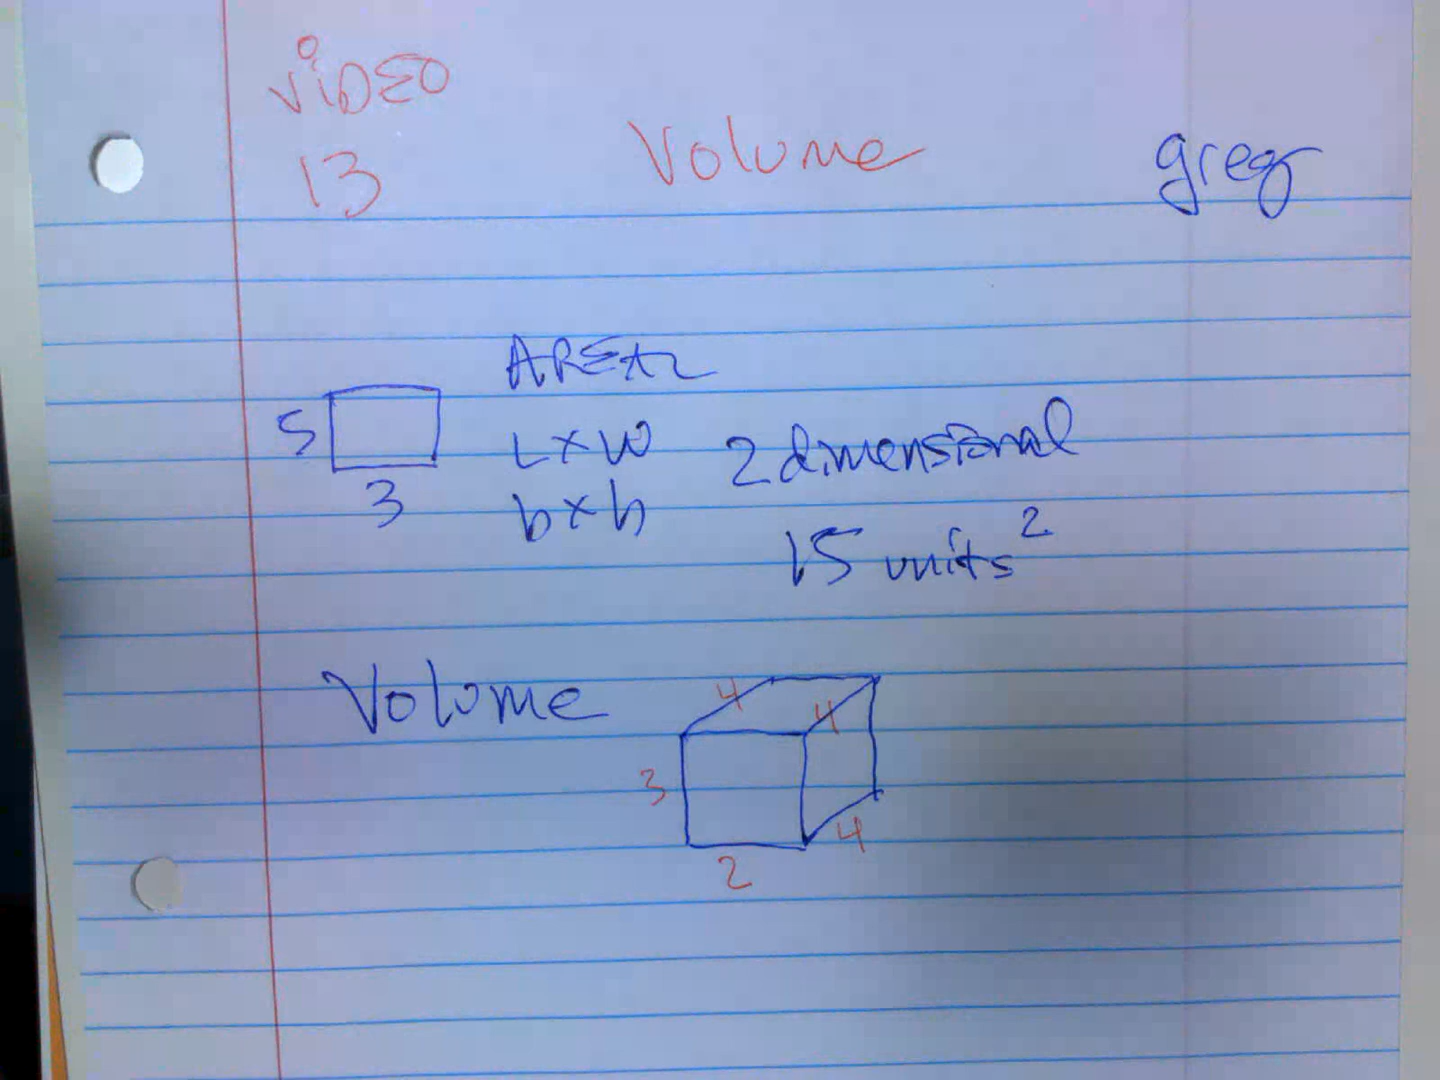 ViDEO
13
Volume
greg
AREA
5
3
L x W
b x h
2 dimensional
15 units²
Volume
4
4
3
4
2